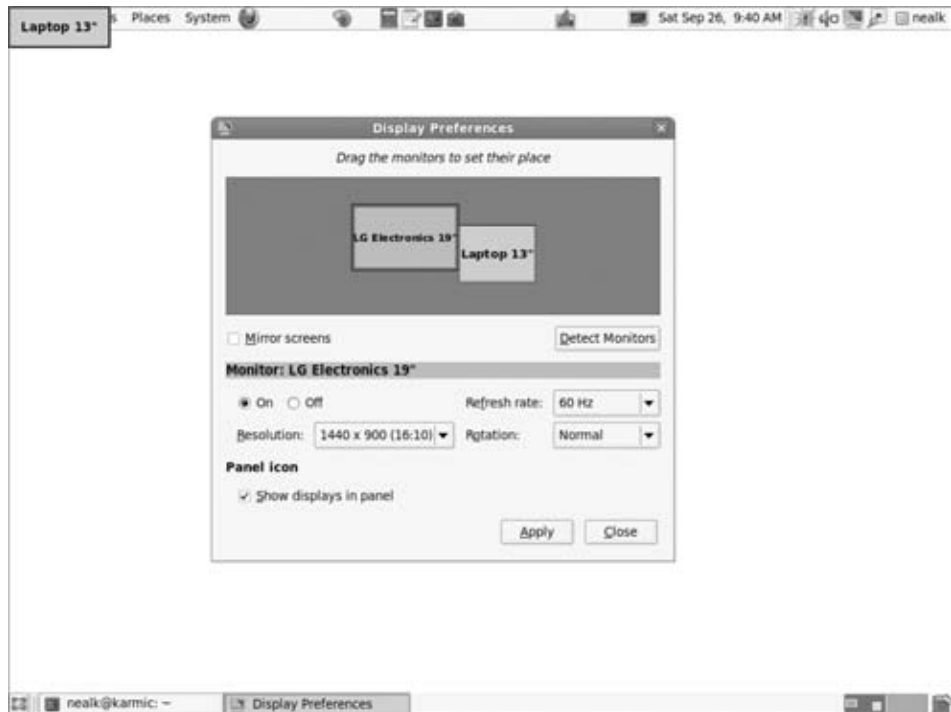 Laptop 13"
s Places System
Sat Sep 26, 9:40 AM
nealk
Display Preferences
Drag the monitors to set their place
LG Electronics 19"
Laptop 13"
Mirror screens
Detect Monitors
Monitor: LG Electronics 19"
On Off
Refresh rate: 60 Hz
Resolution: 1440 x 900 (16:10)
Rotation: Normal
Panel icon
Show displays in panel
Apply Close
nealk@karmic: ~
Display Preferences